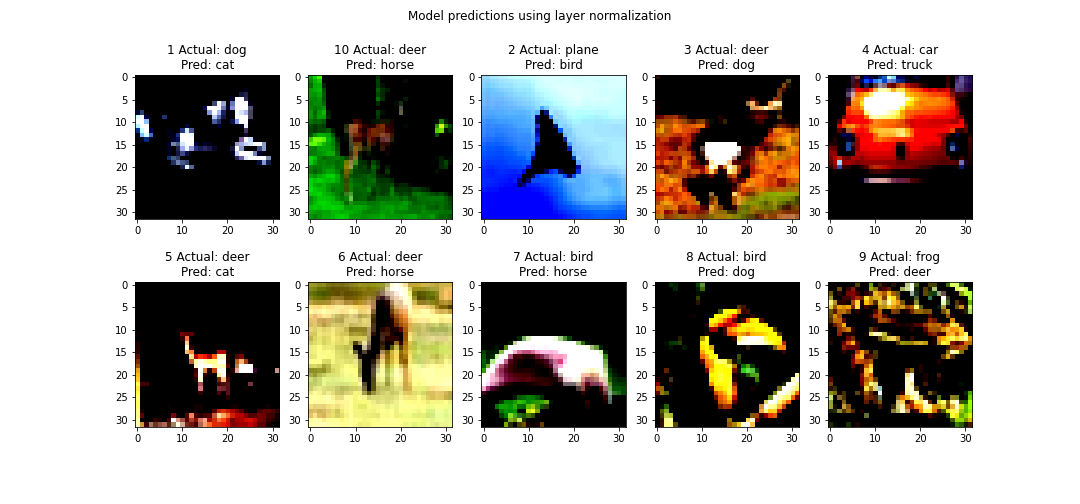 Model predictions using layer normalization
1 Actual: dog
Pred: cat
10 Actual: deer
Pred: horse
2 Actual: plane
Pred: bird
3 Actual: deer
Pred: dog
4 Actual: car
Pred: truck
0
5
10
15
20
25
30
0 10 20 30
0
5
10
15
20
25
30
0 10 20 30
0
5
10
15
20
25
30
0 10 20 30
0
5
10
15
20
25
30
0 10 20 30
0
5
10
15
20
25
30
0 10 20 30
5 Actual: deer
Pred: cat
6 Actual: deer
Pred: horse
7 Actual: bird
Pred: horse
8 Actual: bird
Pred: dog
9 Actual: frog
Pred: deer
0
5
10
15
20
25
30
0 10 20 30
0
5
10
15
20
25
30
0 10 20 30
0
5
10
15
20
25
30
0 10 20 30
0
5
10
15
20
25
30
0 10 20 30
0
5
10
15
20
25
30
0 10 20 30